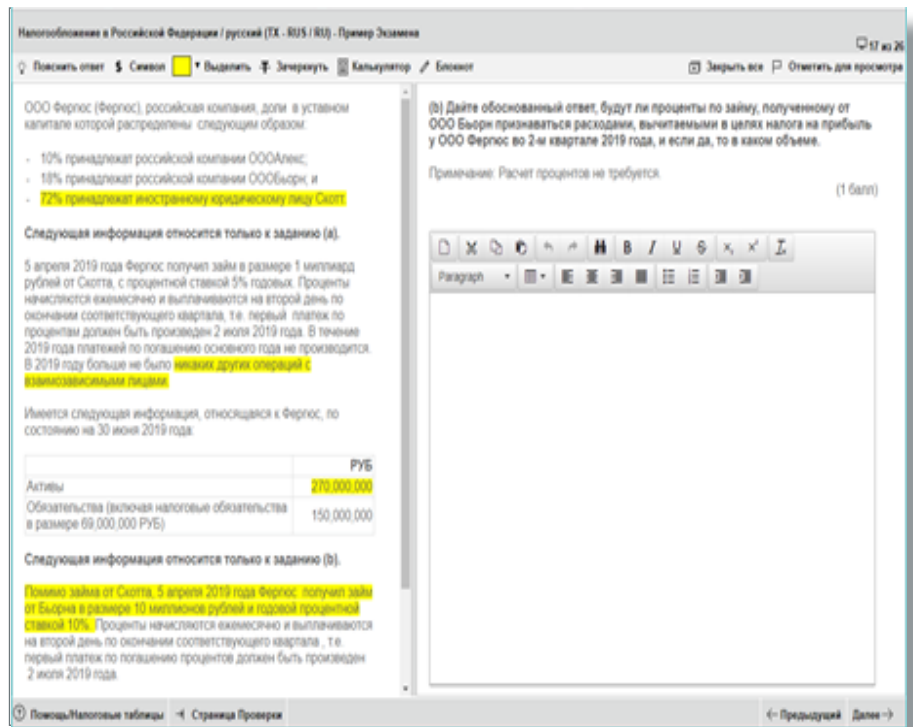 Налогообложение в Российской Федерации / русский (TX - RUS / RU) - Пример Экзамена
17 из 26
Пояснить ответ $ Символ Выделить Зачеркнуть Калькулятор Блокнот Закрыть все Отметить для просмотра
ООО Фергюс (Фергюс), российская компания, доли в уставном
капитале которой распределены следующим образом:
- 10% принадлежат российской компании ОООАлекс;
- 18% принадлежат российской компании ОООБьорн; и
- 72% принадлежат иностранному юридическому лицу Скотт.
Следующая информация относится только к заданию (a).
5 апреля 2019 года Фергюс получил займ в размере 1 миллиард
рублей от Скотта, с процентной ставкой 5% годовых. Проценты
начисляются ежемесячно и выплачиваются на второй день по
окончании соответствующего квартала, т.е. первый платеж по
процентам должен быть произведен 2 июля 2019 года. В течение
2019 года платежей по погашению основного года не производится.
В 2019 году больше не было никаких других операций с
взаимозависимыми лицами.
Имеется следующая информация, относящаяся к Фергюс, по
состоянию на 30 июня 2019 года:
РУБ
Активы 270,000,000
Обязательства (включая налоговые обязательства
в размере 69,000,000 РУБ) 150,000,000
Следующая информация относится только к заданию (b).
Помимо займа от Скотта, 5 апреля 2019 года Фергюс получил займ
от Бьорна в размере 10 миллионов рублей и годовой процентной
ставкой 10%. Проценты начисляются ежемесячно и выплачиваются
на второй день по окончании соответствующего квартала , т.е.
первый платеж по погашению процентов должен быть произведен
2 июля 2019 года.
(b) Дайте обоснованный ответ, будут ли проценты по займу, полученному от
ООО Бьорн признаваться расходами, вычитаемыми в целях налога на прибыль
у ООО Фергюс во 2-м квартале 2019 года, и если да, то в каком объеме.
Примечание: Расчет процентов не требуется.
(1 балл)
B I U S x, x² Tx
Paragraph
Помощь/Налоговые таблицы Страница Проверки Предыдущий Далее